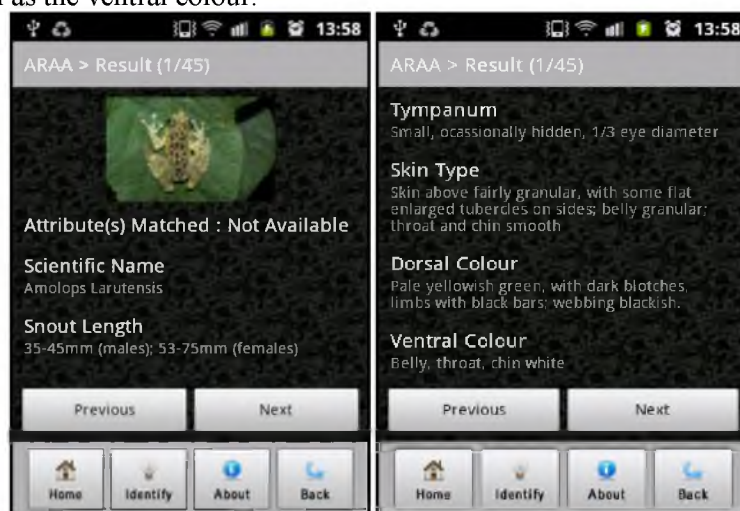 as the ventral colour.
13:58
ARAA > Result (1/45)
Attribute(s) Matched : Not Available
Scientific Name
Amolops Larutensis
Snout Length
35-45mm (males); 53-75mm (females)
Previous Next
Home Identify About Back
13:58
ARAA > Result (1/45)
Tympanum
Small, ocassionally hidden, 1/3 eye diameter
Skin Type
Skin above fairly granular, with some flat
enlarged tubercles on sides; belly granular;
throat and chin smooth
Dorsal Colour
Pale yellowish green, with dark blotches,
limbs with black bars; webbing blackish.
Ventral Colour
Belly, throat, chin white
Previous Next
Home Identify About Back